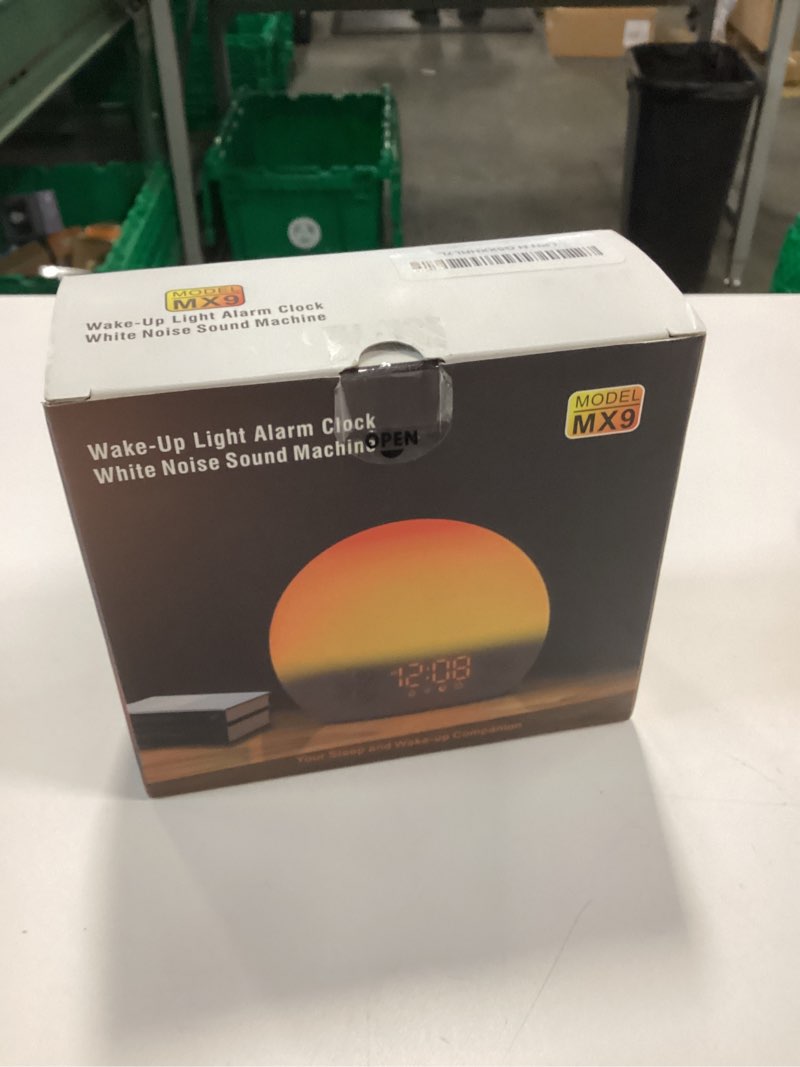 MODEL
MX9
Wake-Up Light Alarm Clock
White Noise Sound Machine
Wake-Up Light Alarm Clock
White Noise Sound Machine
OPEN
MODEL
MX9
12:08
Your Sleep and Wake-up Companion